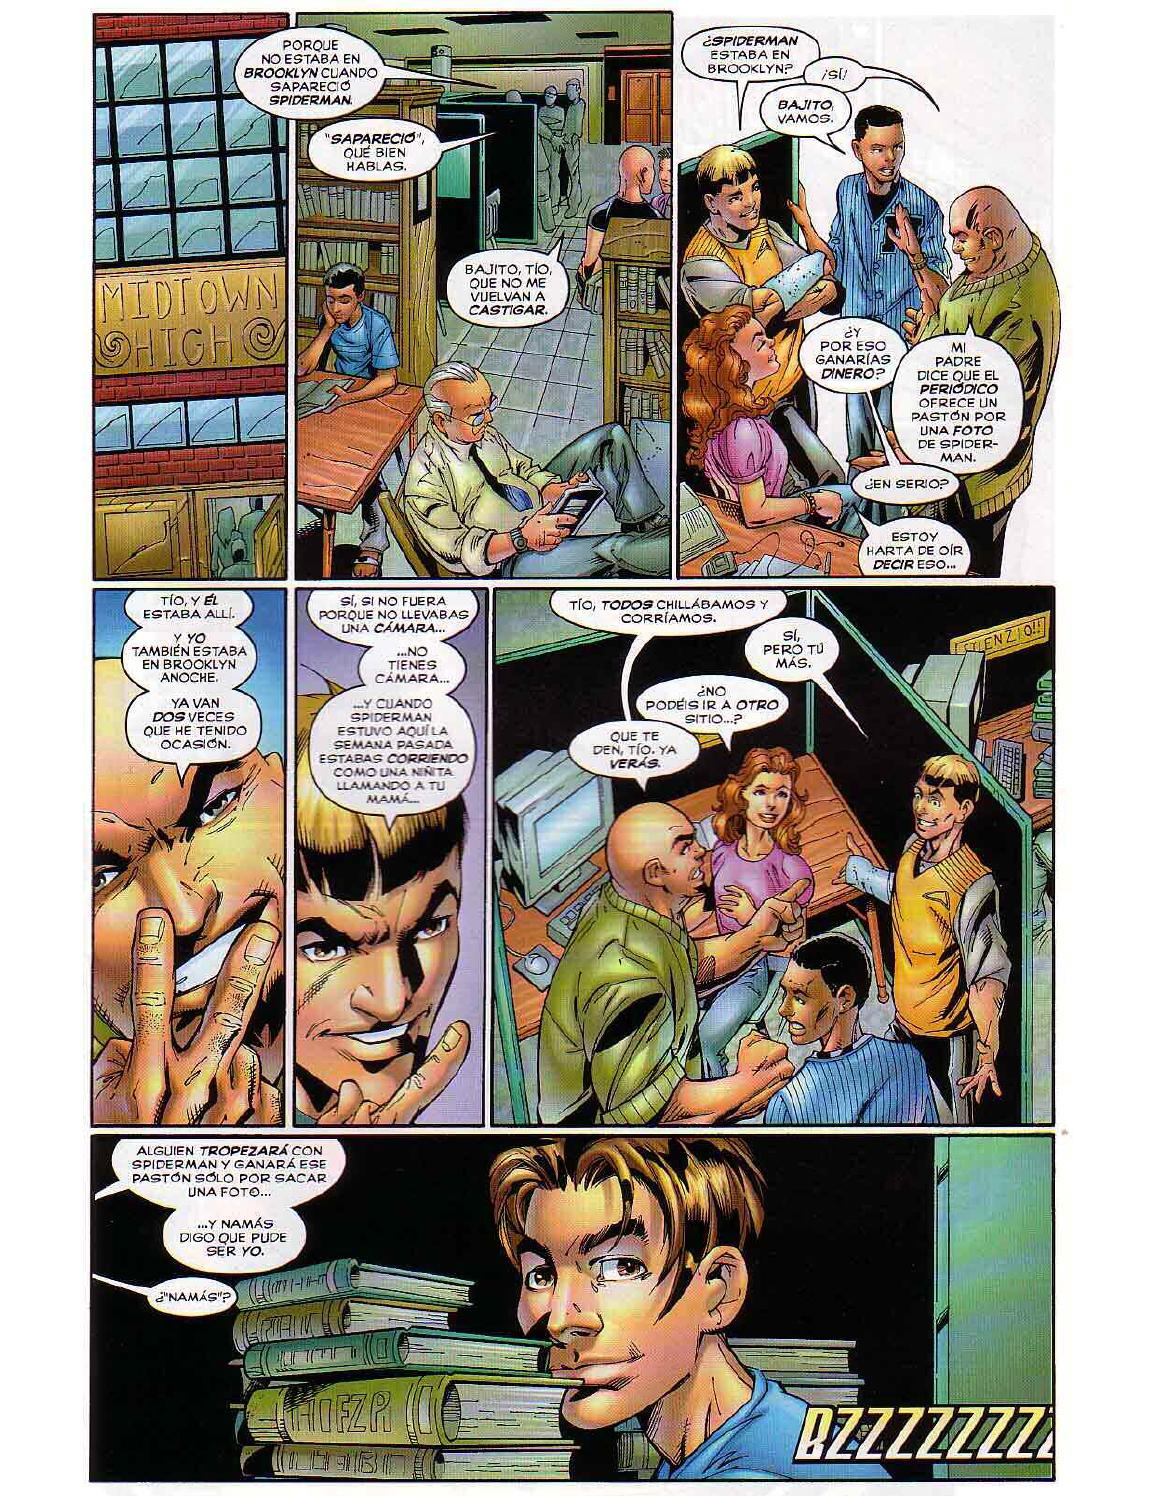 PORQUE
NO ESTABA EN
BROOKLYN CUANDO
SAPARECIÓ
SPIDERMAN.
"SAPARECIÓ",
QUÉ BIEN
HABLAS.
BAJITO, TÍO,
QUE NO ME
VUELVAN A
CASTIGAR.
MIDTOWN
HIGH
¿SPIDERMAN
ESTABA EN
BROOKLYN?
¡SÍ!
BAJITO,
VAMOS.
¿Y
POR ESO
GANARÍAS
DINERO?
MI
PADRE
DICE QUE EL
PERIÓDICO
OFRECE UN
PASTÓN POR
UNA FOTO
DE SPIDER-
MAN.
¿EN SERIO?
ESTOY
HARTA DE OÍR
DECIR ESO...
TÍO, Y ÉL
ESTABA ALLÍ.
Y YO
TAMBIÉN ESTABA
EN BROOKLYN
ANOCHE.
YA VAN
DOS VECES
QUE HE TENIDO
OCASIÓN.
SÍ, SI NO FUERA
PORQUE NO LLEVABAS
UNA CÁMARA...
...NO
TIENES
CÁMARA...
...Y CUANDO
SPIDERMAN
ESTUVO AQUÍ LA
SEMANA PASADA
ESTABAS CORRIENDO
COMO UNA NIÑITA
LLAMANDO A TU
MAMÁ...
TÍO, TODOS CHILLÁBAMOS Y
CORRÍAMOS.
SÍ,
PERO TÚ
MÁS.
¿NO
PODÉIS IR A OTRO
SITIO...?
QUE TE
DEN, TÍO. YA
VERÁS.
ILENZIO!!
ALGUIEN TROPEZARÁ CON
SPIDERMAN Y GANARÁ ESE
PASTÓN SÓLO POR SACAR
UNA FOTO...
...Y NAMÁS
DIGO QUE PUDE
SER YO.
¿"NAMÁS"?
BZZZZZZZZ